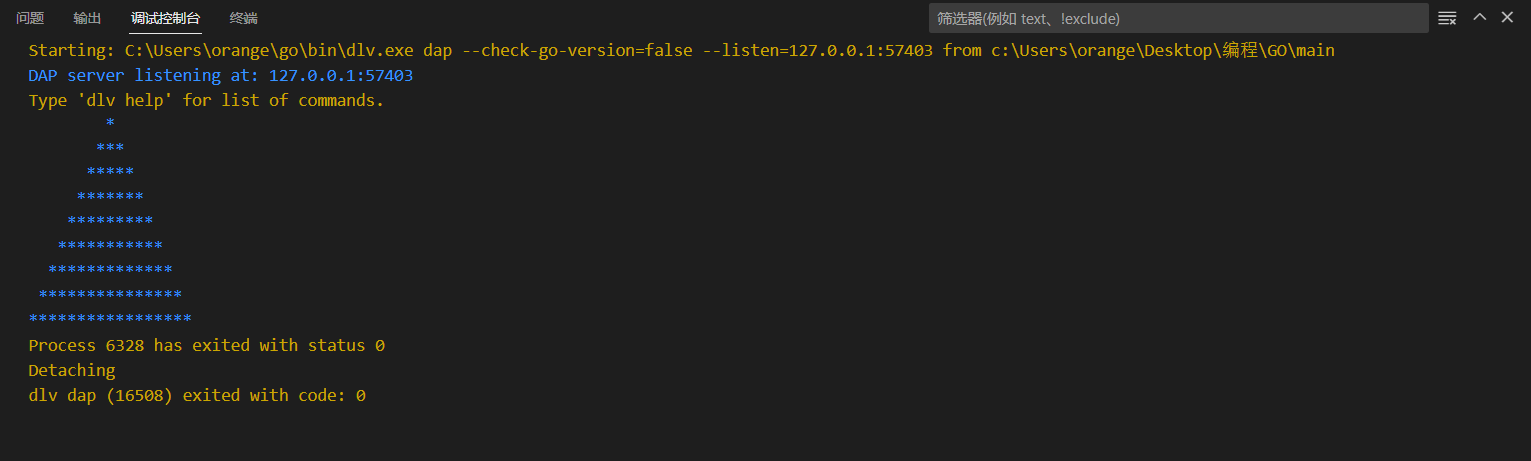 问题 输出 调试控制台 终端 筛选器(例如 text、!exclude)
Starting: C:\Users\orange\go\bin\dlv.exe dap --check-go-version=false --listen=127.0.0.1:57403 from c:\Users\orange\Desktop\编程\GO\main
DAP server listening at: 127.0.0.1:57403
Type 'dlv help' for list of commands.
        *
       ***
      *****
     *******
    *********
   ***********
  *************
 ***************
*****************
Process 6328 has exited with status 0
Detaching
dlv dap (16508) exited with code: 0